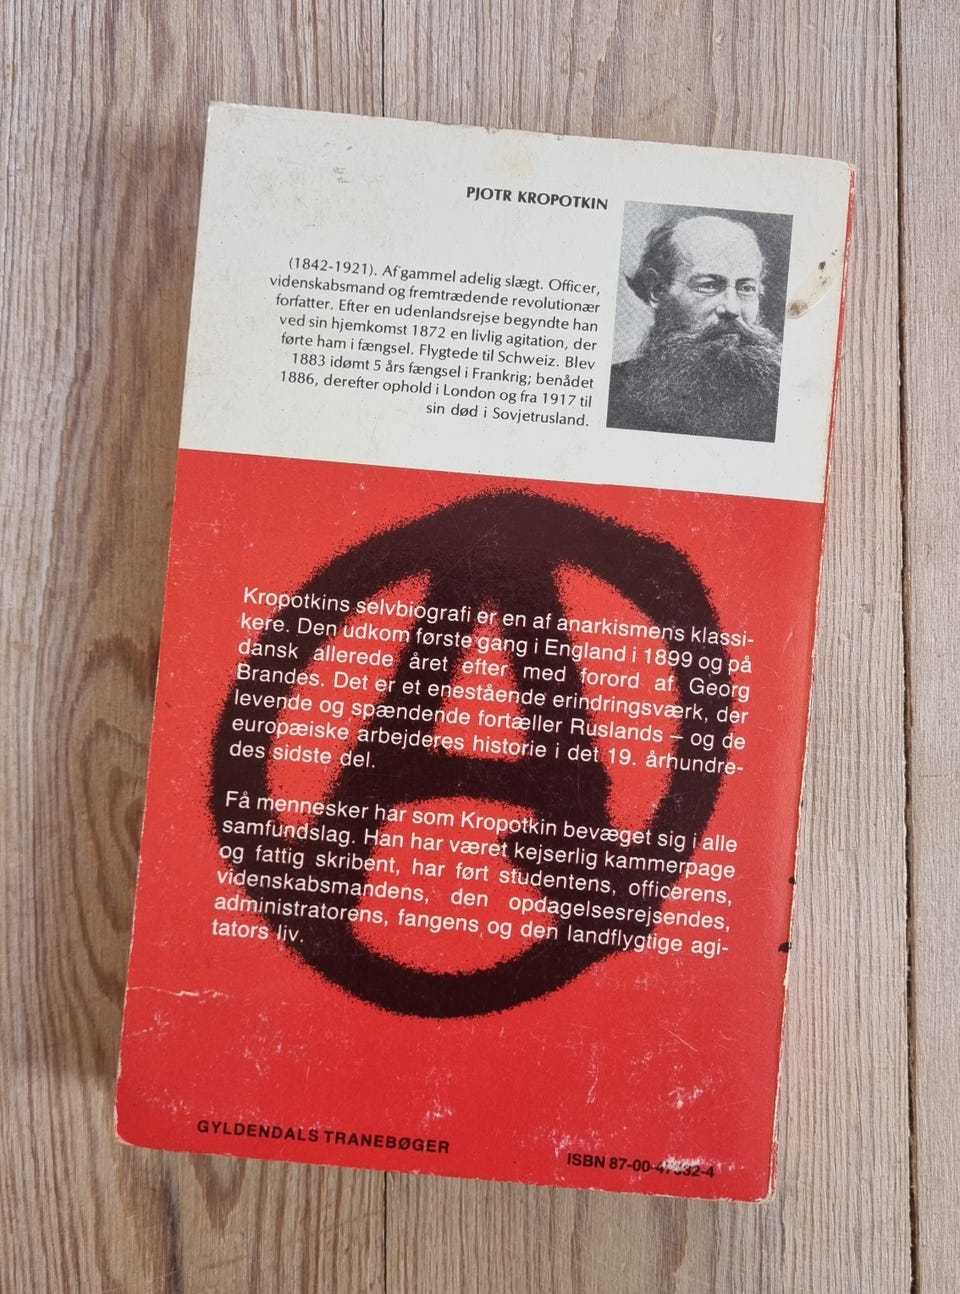 PJOTR KROPOTKIN
(1842-1921). Af gammel adelig slægt. Officer,
videnskabsmand og fremtrædende revolutionær
forfatter. Efter en udenlandsrejse begyndte han
ved sin hjemkomst 1872 en livlig agitation, der
førte ham i fængsel. Flygtede til Schweiz. Blev
1883 idømt 5 års fængsel i Frankrig; benådet
1886, derefter ophold i London og fra 1917 til
sin død i Sovjetrusland.
Kropotkins selvbiografi er en af anarkismens klassi-
kere. Den udkom første gang i England i 1899 og på
dansk allerede året efter med forord af Georg
Brandes. Det er et enestående erindringsværk, der
levende og spændende fortæller Ruslands – og de
europæiske arbejderes historie i det 19. århundre-
des sidste del.
Få mennesker har som Kropotkin bevæget sig i alle
samfundslag. Han har været kejserlig kammerpage
og fattig skribent, har ført studentens, officerens,
videnskabsmandens, den opdagelsesrejsendes,
administratorens, fangens og den landflygtige agi-
tators liv.
GYLDENDALS TRANEBØGER
ISBN